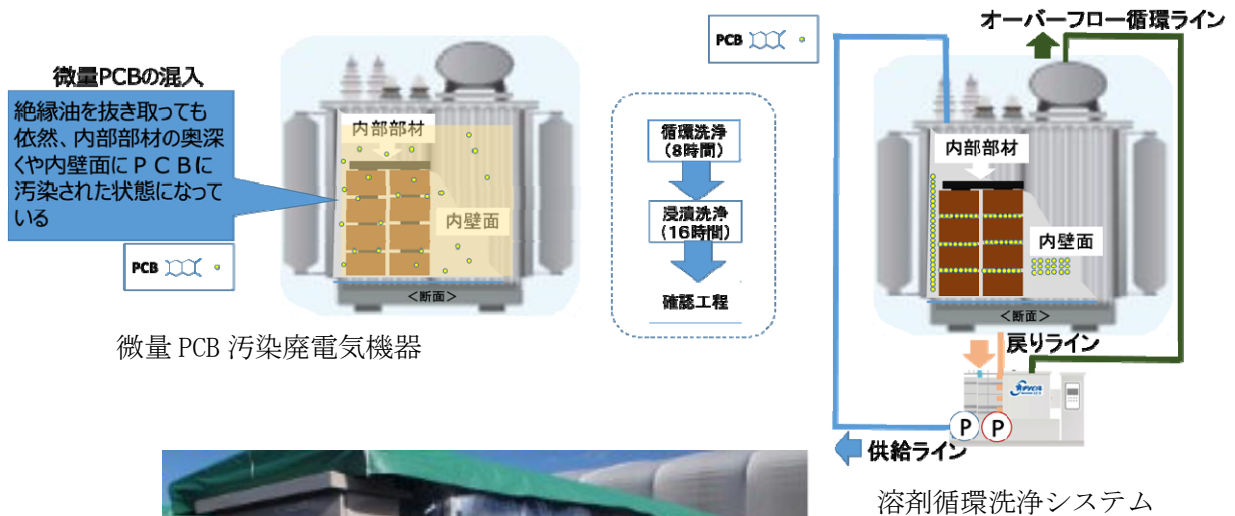 微量PCBの混入
絶縁油を抜き取っても
依然、内部部材の奥深
くや内壁面にＰＣＢに
汚染された状態になって
いる
PCB
内部部材
内壁面
＜断面＞
微量 PCB 汚染廃電気機器
PCB
循環洗浄
(8時間)
浸漬洗浄
(16時間)
確認工程
オーバーフロー循環ライン
内部部材
内壁面
＜断面＞
戻りライン
P
P
供給ライン
溶剤循環洗浄システム